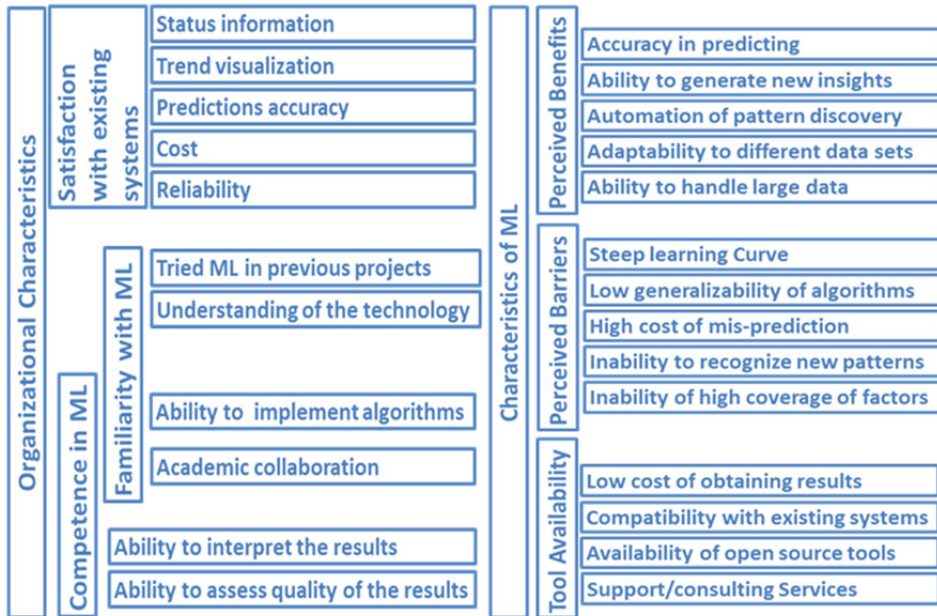 Organizational Characteristics
Satisfaction
with existing
systems
Status information
Trend visualization
Predictions accuracy
Cost
Reliability
Familiarity with ML
Tried ML in previous projects
Understanding of the technology
Ability to implement algorithms
Academic collaboration
Competence in ML
Ability to interpret the results
Ability to assess quality of the results
Characteristics of ML
Perceived Benefits
Accuracy in predicting
Ability to generate new insights
Automation of pattern discovery
Adaptability to different data sets
Ability to handle large data
Perceived Barriers
Steep learning Curve
Low generalizability of algorithms
High cost of mis-prediction
Inability to recognize new patterns
Inability of high coverage of factors
Tool Availability
Low cost of obtaining results
Compatibility with existing systems
Availability of open source tools
Support/consulting Services